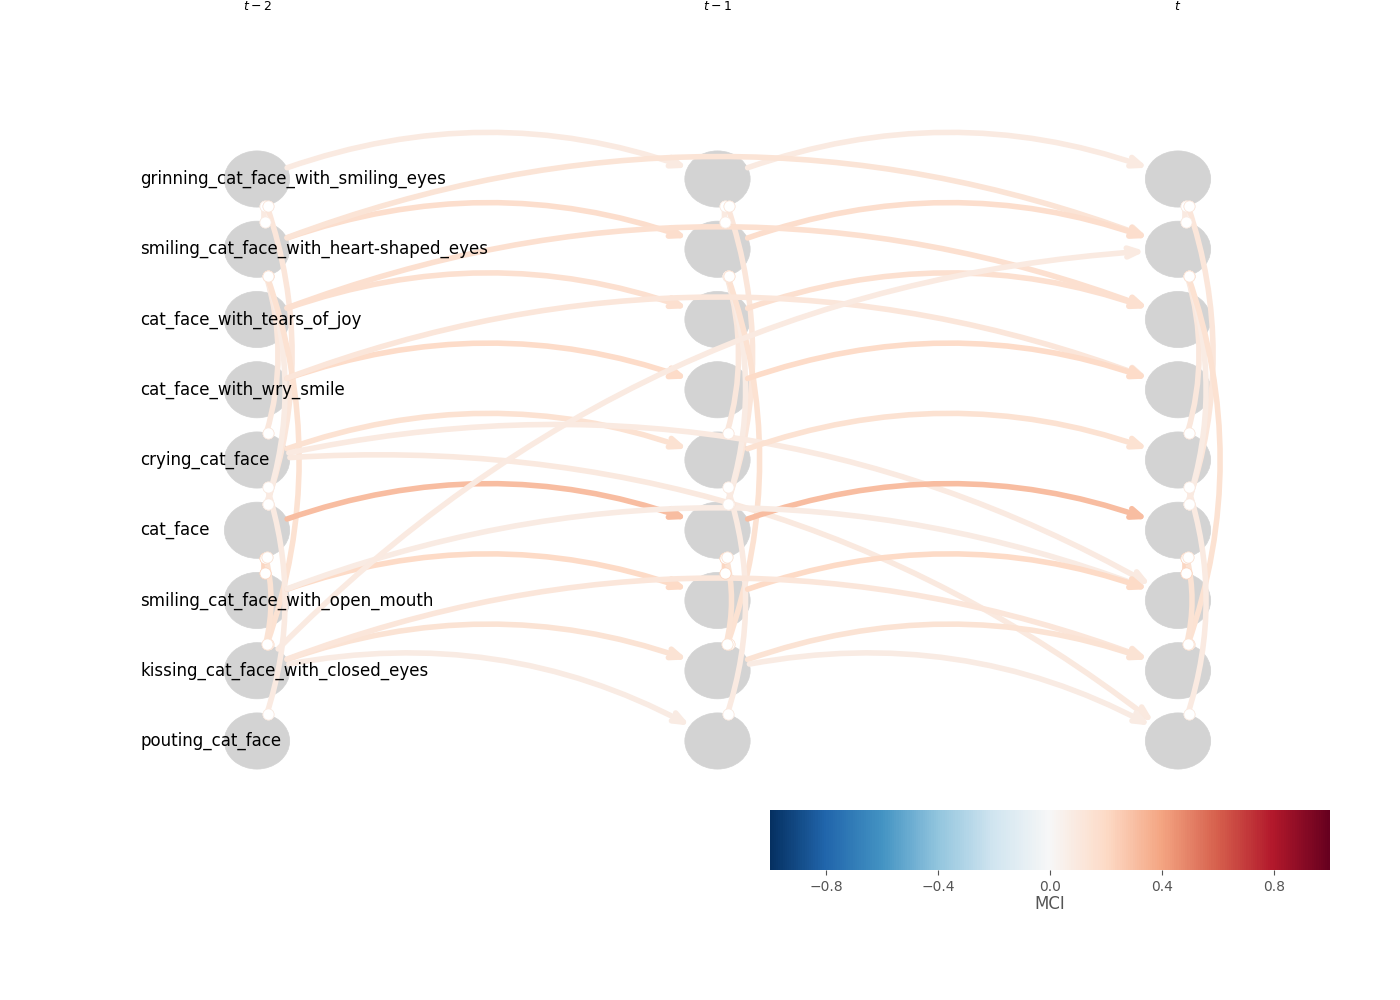 t − 2 t − 1 t
grinning_cat_face_with_smiling_eyes
smiling_cat_face_with_heart-shaped_eyes
cat_face_with_tears_of_joy
cat_face_with_wry_smile
crying_cat_face
cat_face
smiling_cat_face_with_open_mouth
kissing_cat_face_with_closed_eyes
pouting_cat_face
−0.8 −0.4 0.0 0.4 0.8
MCI